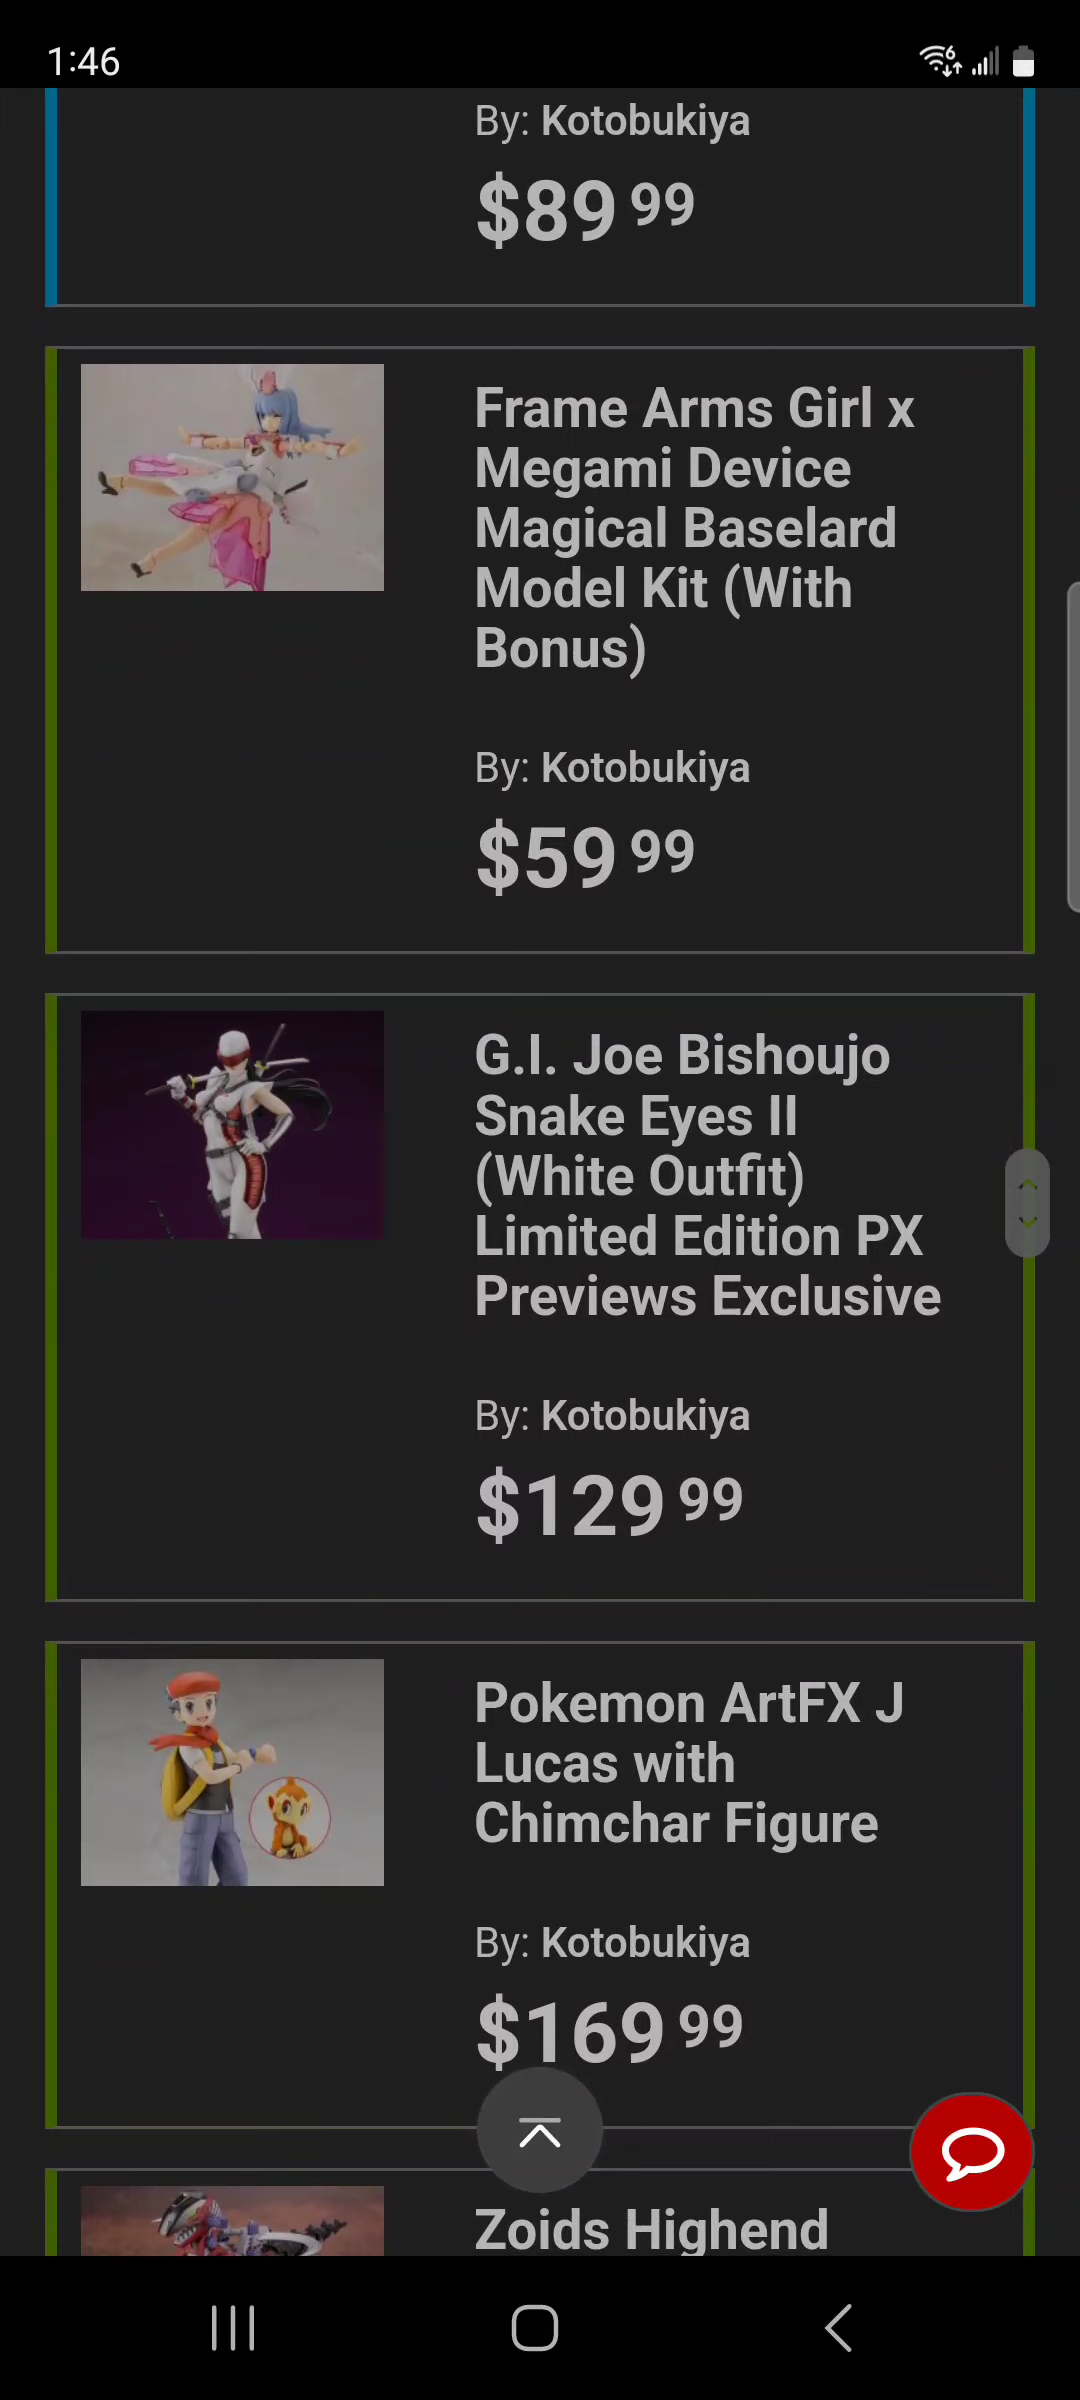 1:46
6
By: Kotobukiya
$89 99
Frame Arms Girl x
Megami Device
Magical Baselard
Model Kit (With
Bonus)
By: Kotobukiya
$59 99
G.I. Joe Bishoujo
Snake Eyes II
(White Outfit)
Limited Edition PX
Previews Exclusive
By: Kotobukiya
$129 99
Pokemon ArtFX J
Lucas with
Chimchar Figure
By: Kotobukiya
$169 99
Zoids Highend